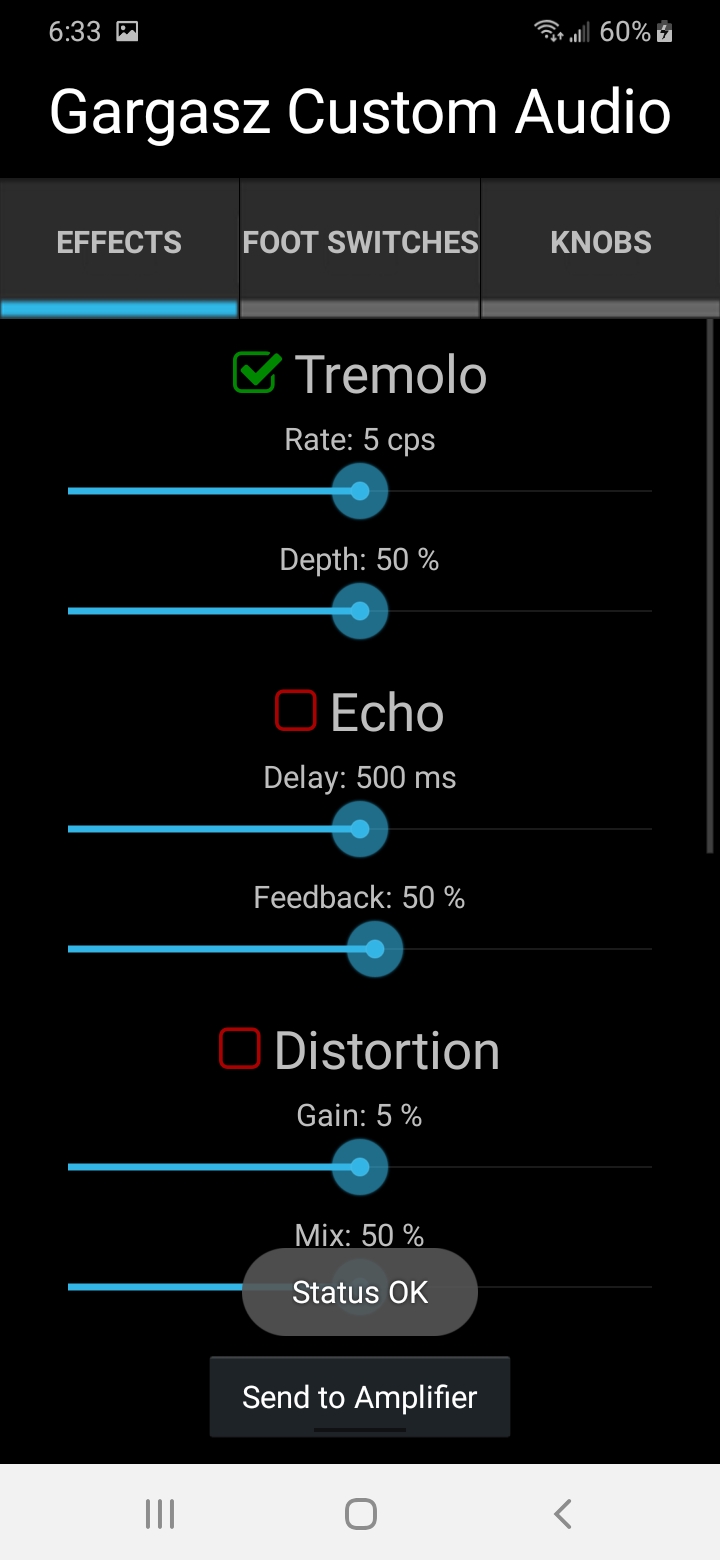 6:33
60%
Gargasz Custom Audio
EFFECTS
FOOT SWITCHES
KNOBS
Tremolo
Rate: 5 cps
Depth: 50 %
Echo
Delay: 500 ms
Feedback: 50 %
Distortion
Gain: 5 %
Mix: 50 %
Status OK
Send to Amplifier